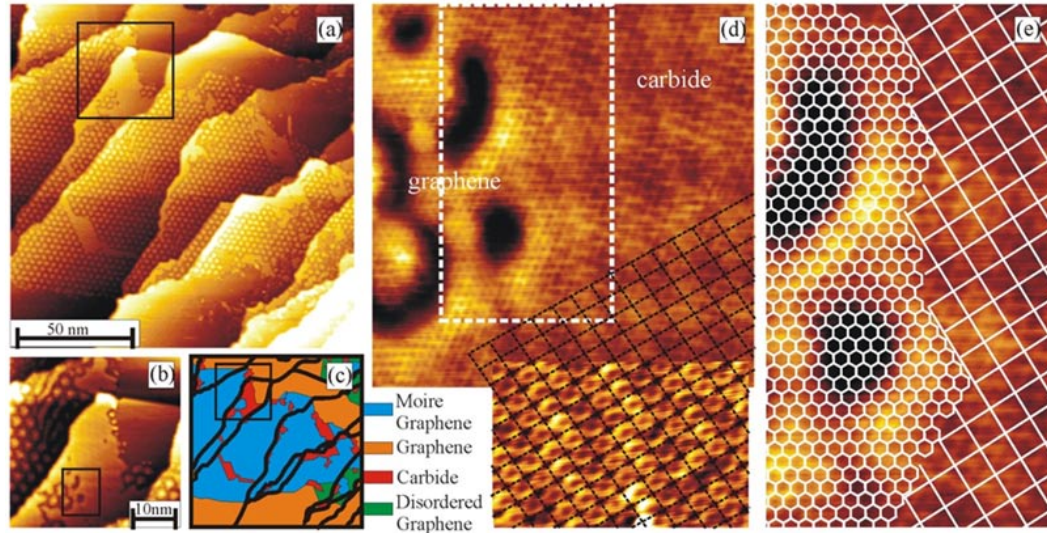 (a)
50 nm
(b)
10nm
(c)
Moire
Graphene
Graphene
Carbide
Disordered
Graphene
(d)
carbide
graphene
(e)